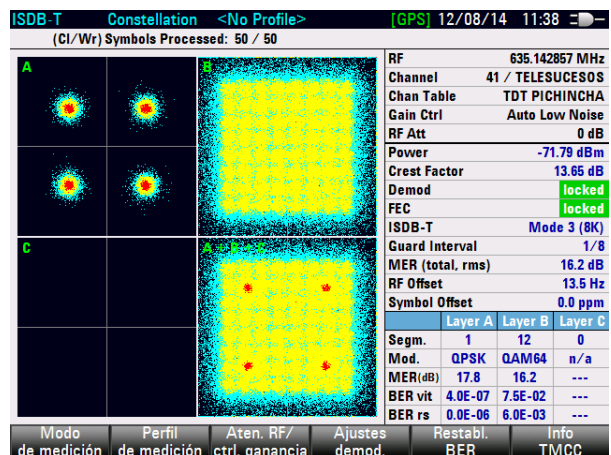 ISDB-T Constellation <No Profile> [GPS] 12/08/14 11:38
(Cl/Wr) Symbols Processed: 50 / 50
A
B
C
A + B + C
RF 635.142857 MHz
Channel 41 / TELESUCESOS
Chan Table TDT PICHINCHA
Gain Ctrl Auto Low Noise
RF Att 0 dB
Power -71.79 dBm
Crest Factor 13.65 dB
Demod locked
FEC locked
ISDB-T Mode 3 (8K)
Guard Interval 1/8
MER (total, rms) 16.2 dB
RF Offset 13.5 Hz
Symbol Offset 0.0 ppm
Layer A Layer B Layer C
Segm. 1 12 0
Mod. QPSK QAM64 n/a
MER(dB) 17.8 16.2 ---
BER vit 4.0E-07 7.5E-02 ---
BER rs 0.0E-06 6.0E-03 ---
Modo de medición
Perfil de medición
Aten. RF/ ctrl. ganancia
Ajustes demod.
Restabl. BER
Info TMCC